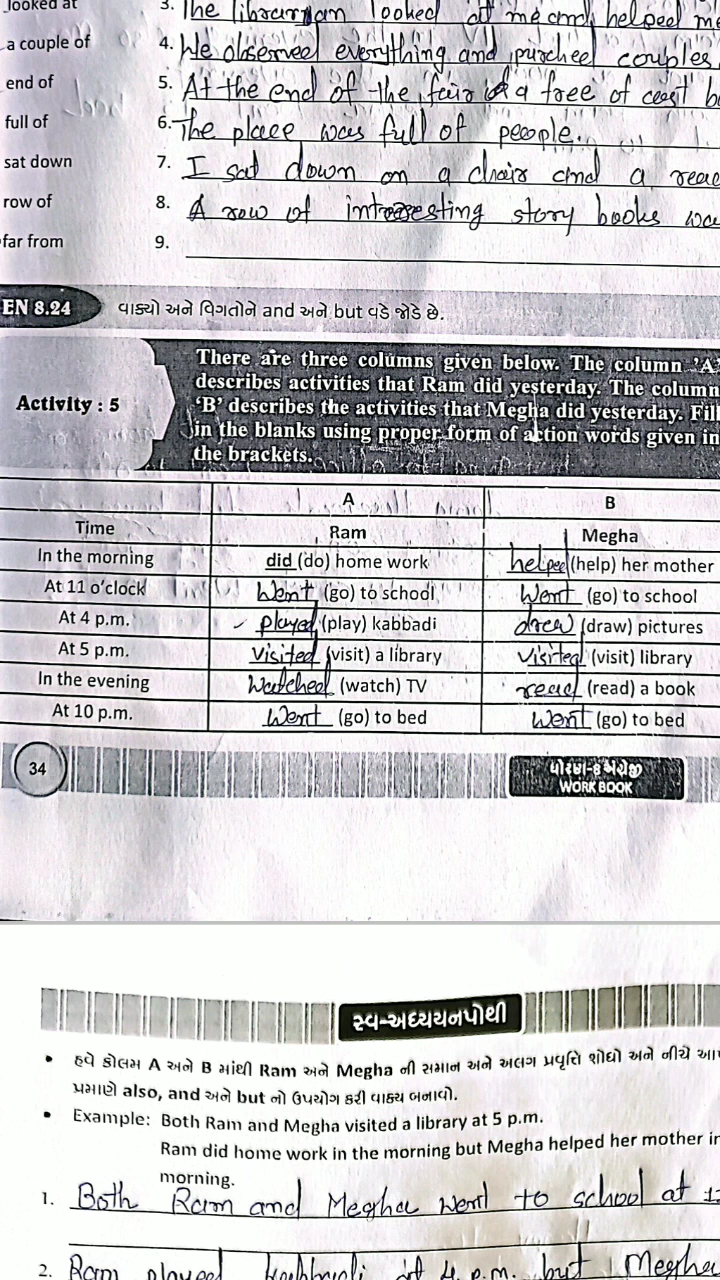 looked at 3. The librarian looked at me and helped me
a couple of 4. We observed everything and purcheed couples
end of 5. At the end of the fair a free of cost b
full of 6. The place was full of people.
sat down 7. I sat down on a chair and a read
row of 8. A row of interesting story books wa
far from 9.
EN 8.24 વાક્યો અને વિગતોને and અને but વડે જોડે છે.
Activity : 5
There are three columns given below. The column 'A'
describes activities that Ram did yesterday. The column
'B' describes the activities that Megha did yesterday. Fill
in the blanks using proper form of action words given in
the brackets.
A B
Time Ram Megha
In the morning did (do) home work helped (help) her mother
At 11 o'clock Went (go) to school Went (go) to school
At 4 p.m. played (play) kabbadi drew (draw) pictures
At 5 p.m. visited (visit) a library visited (visit) library
In the evening Watched (watch) TV read (read) a book
At 10 p.m. Went (go) to bed Went (go) to bed
34
ધોરણ-૮ અંગ્રેજી
WORK BOOK
સ્વ-અધ્યયનપોથી
• હવે કોલમ A અને B માંથી Ram અને Megha ની સમાન અને અલગ પ્રવૃત્તિ શોધો અને નીચે આ
પ્રમાણે also, and અને but નો ઉપયોગ કરી વાક્ય બનાવો.
• Example: Both Ram and Megha visited a library at 5 p.m.
Ram did home work in the morning but Megha helped her mother in
morning.
1. Both Ram and Megha went to school at 1
2. Ram played kabbadi at 4 p.m. but Megha